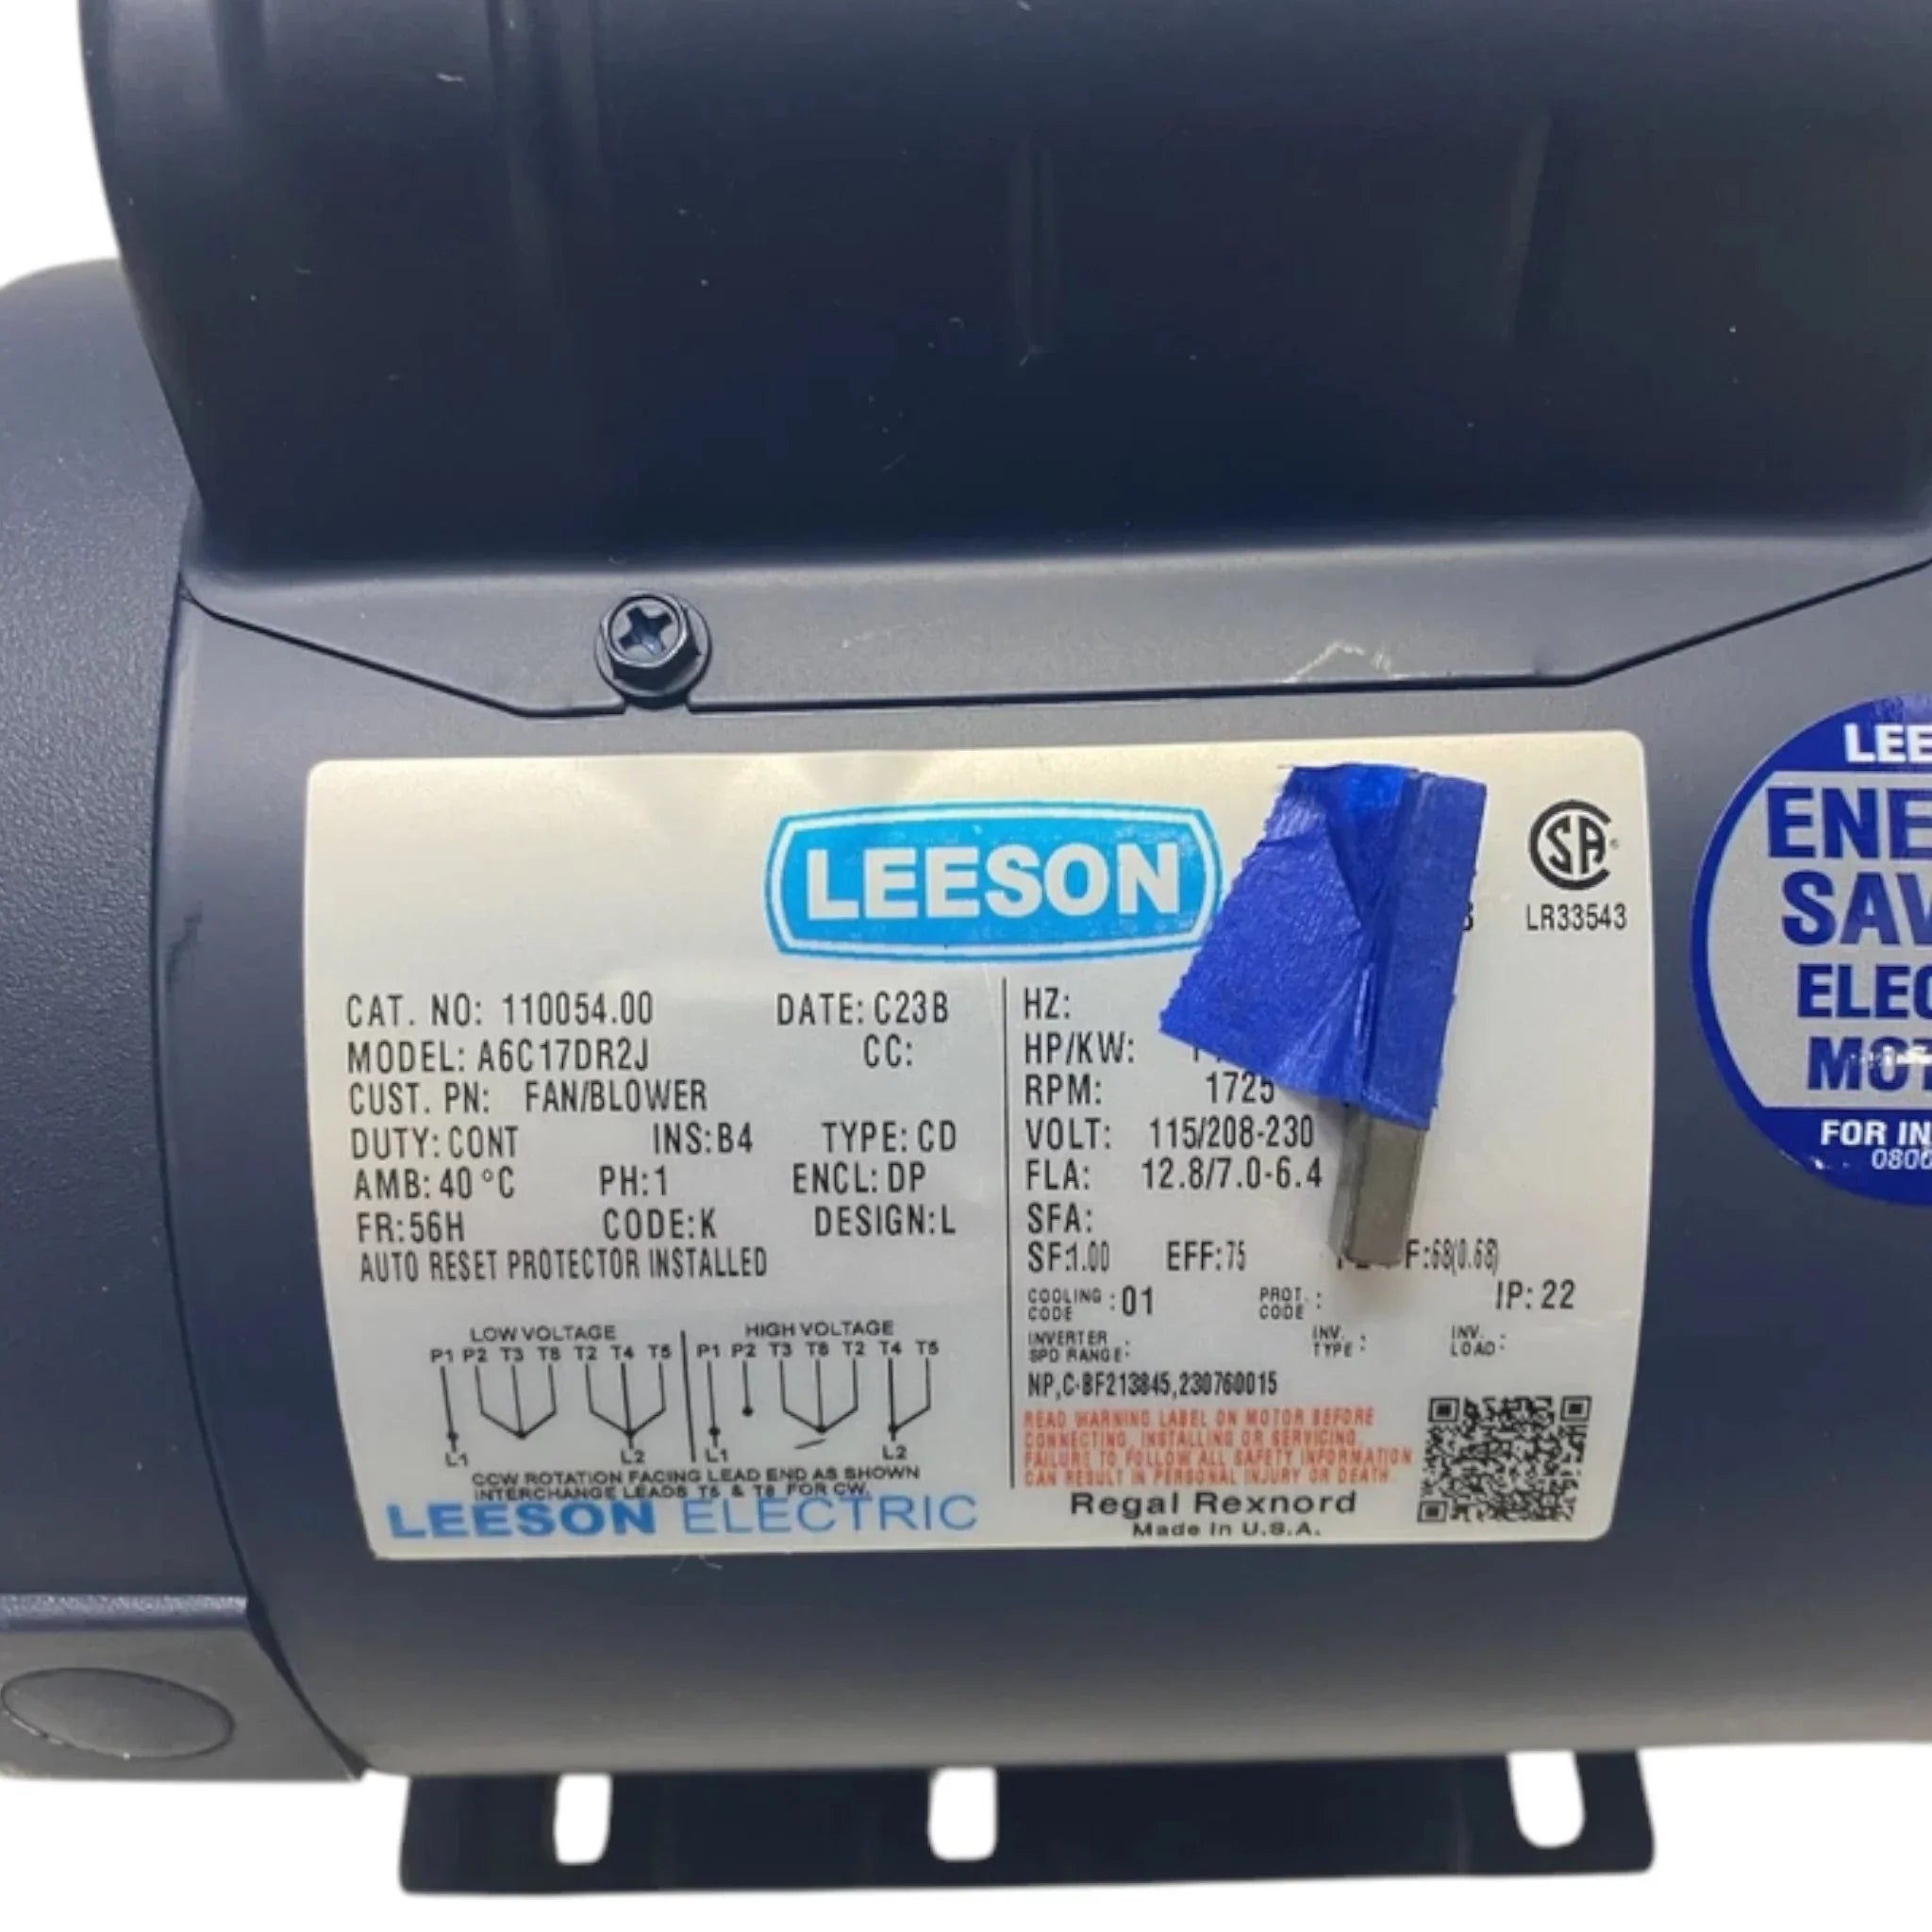 LEESON
LR33543
CAT. NO: 110054.00 DATE: C23B
MODEL: A6C17DR2J CC:
CUST. PN: FAN/BLOWER
DUTY: CONT INS: B4 TYPE: CD
AMB: 40 °C PH: 1 ENCL: DP
FR: 56H CODE: K DESIGN: L
AUTO RESET PROTECTOR INSTALLED
HZ:
HP/KW:
RPM: 1725
VOLT: 115/208-230
FLA: 12.8/7.0-6.4
SFA:
SF: 1.00 EFF: 75 F: 68(0.68)
COOLING CODE : 01 PROT. CODE : IP: 22
INVERTER SPD RANGE: INV. TYPE : INV. LOAD:
NP,C-BF213845,230760015
READ WARNING LABEL ON MOTOR BEFORE
CONNECTING, INSTALLING OR SERVICING.
FAILURE TO FOLLOW ALL SAFETY INFORMATION
CAN RESULT IN PERSONAL INJURY OR DEATH.
Regal Rexnord
Made in U.S.A.
LOW VOLTAGE HIGH VOLTAGE
P1 P2 T3 T8 T2 T4 T5 P1 P2 T3 T8 T2 T4 T5
L1 L2 L1 L2
CCW ROTATION FACING LEAD END AS SHOWN
INTERCHANGE LEADS T5 & T8 FOR CW.
LEESON ELECTRIC
LEE
ENE
SAV
ELEC
MOT
FOR IN
0800